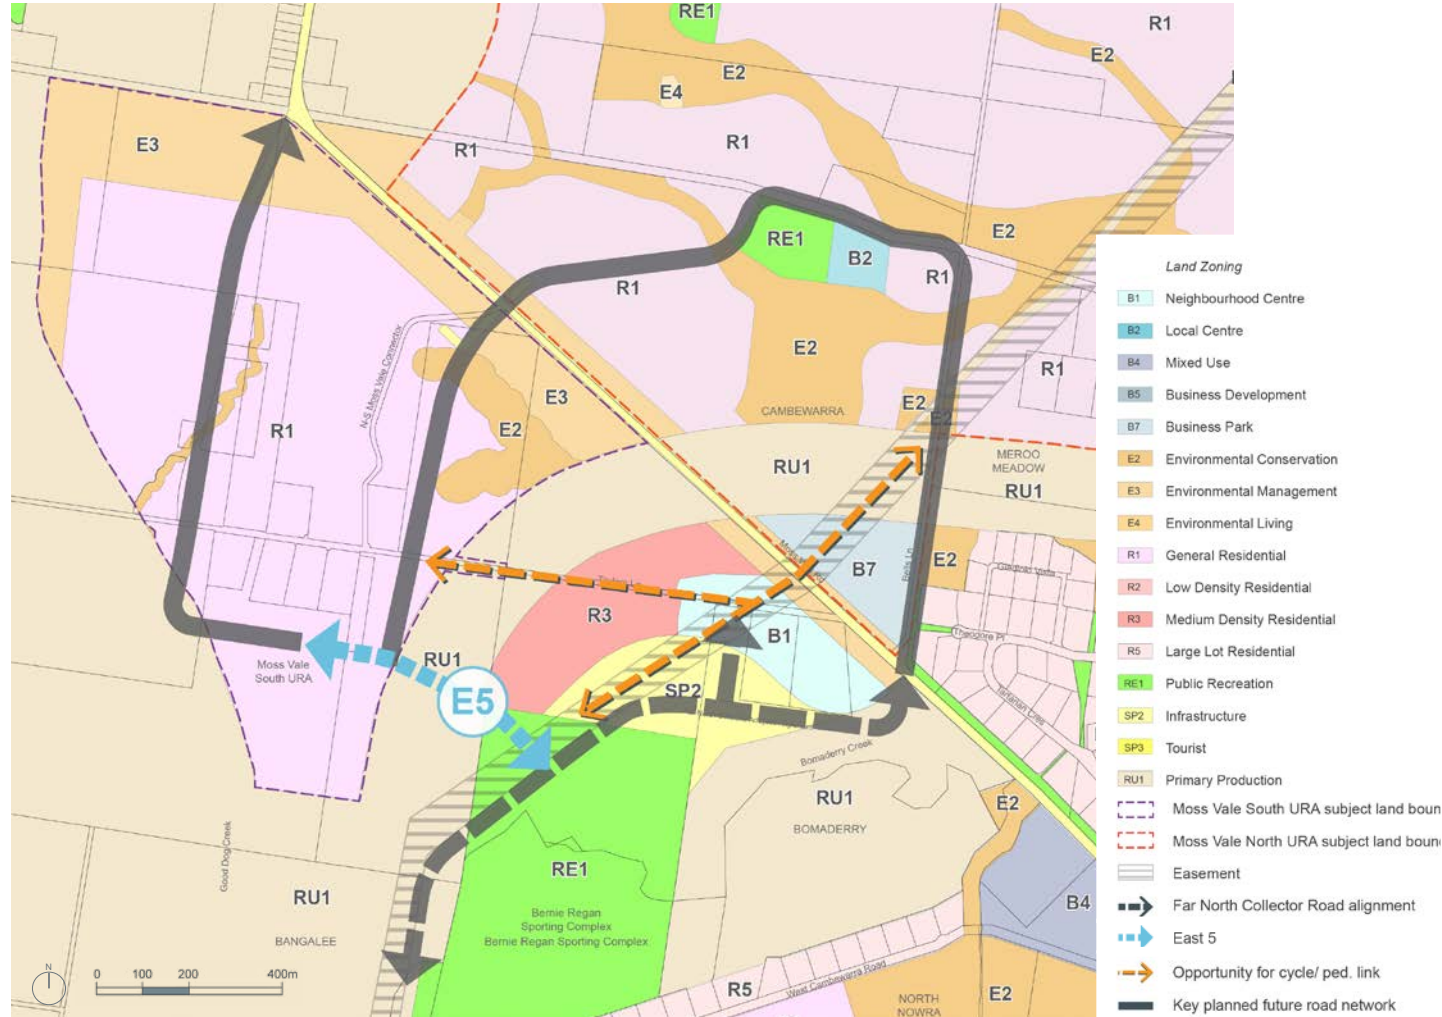 RE1
R1
E2
E2
E4
E3
R1
R1
RE1
B2
E2
R1
R1
N-S Moss Vale Connector
E2
R1
E3
E2
R1
E2
E2
CAMBEWARRA
RU1
MEROO
MEADOW
RU1
Bells Ln
E2
B7
Gladiolo Vista
R3
B1
Theodore Pl
Moss Vale
South URA
RU1
E5
SP2
Tartarian Cres
Bomaderry Creek
RU1
BOMADERRY
E2
Good Dog Creek
RU1
BANGALEE
RE1
Bernie Regan
Sporting Complex
Bernie Regan Sporting Complex
B4
West Cambewarra Road
R5
NORTH
NOWRA
E2
N
0 100 200 400m
Land Zoning
B1 Neighbourhood Centre
B2 Local Centre
B4 Mixed Use
B5 Business Development
B7 Business Park
E2 Environmental Conservation
E3 Environmental Management
E4 Environmental Living
R1 General Residential
R2 Low Density Residential
R3 Medium Density Residential
R5 Large Lot Residential
RE1 Public Recreation
SP2 Infrastructure
SP3 Tourist
RU1 Primary Production
Moss Vale South URA subject land boun
Moss Vale North URA subject land boun
Easement
Far North Collector Road alignment
East 5
Opportunity for cycle/ ped. link
Key planned future road network